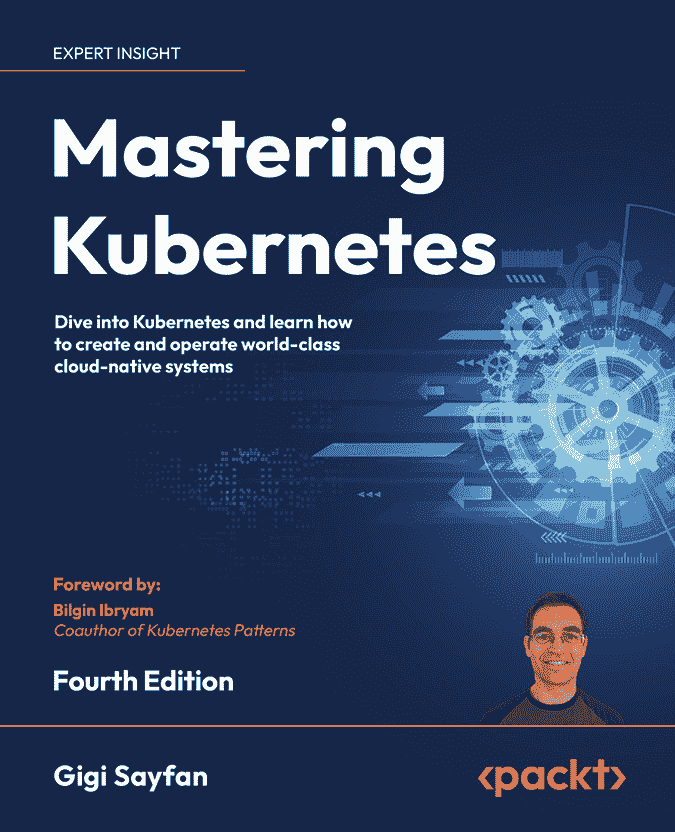 EXPERT INSIGHT
Mastering
Kubernetes
Dive into Kubernetes and learn how
to create and operate world-class
cloud-native systems
Foreword by:
Bilgin Ibryam
Coauthor of Kubernetes Patterns
Fourth Edition
Gigi Sayfan
<packt>